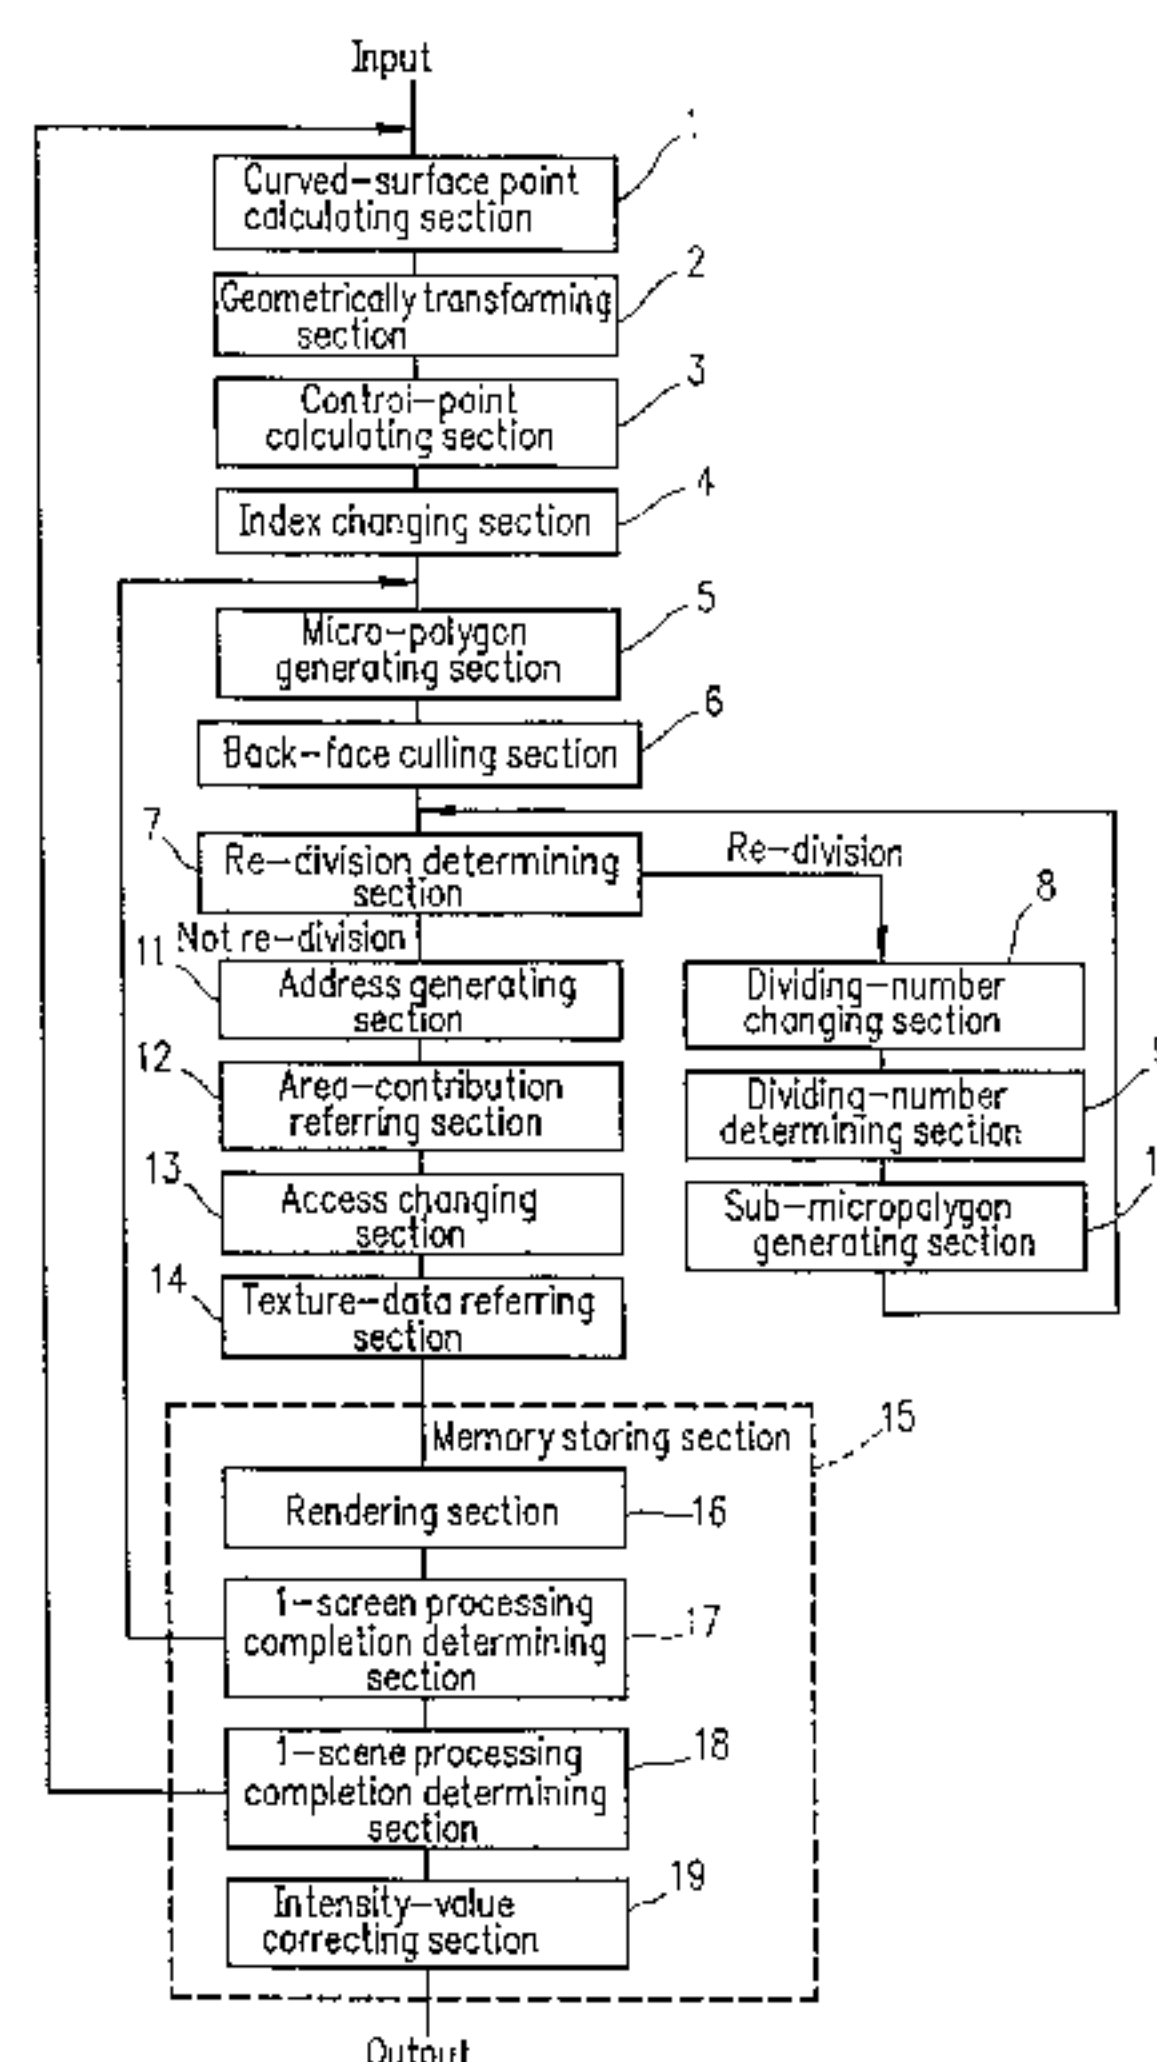 Input
1
Curved-surface point
calculating section
2
Geometrically transforming
section
3
Control-point
calculating section
4
Index changing section
5
Micro-polygon
generating section
6
Back-face culling section
7
Re-division determining
section
Re-division
Not re-division
8
Dividing-number
changing section
11
Address generating
section
12
Area-contribution
referring section
Dividing-number
determining section
13
Access changing
section
1
Sub-micropolygon
generating section
14
Texture-data referring
section
15
Memory storing section
Rendering section
16
1-screen processing
completion determining
section
17
1-scene processing
completion determining
section
18
Intensity-value
correcting section
19
Output